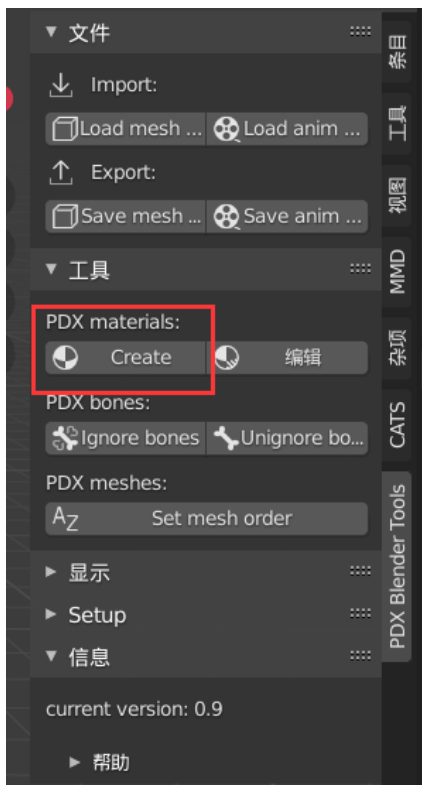 文件
Import:
Load mesh ... Load anim ...
Export:
Save mesh ... Save anim ...
工具
PDX materials:
Create 编辑
PDX bones:
Ignore bones Unignore bo...
PDX meshes:
AZ Set mesh order
显示
Setup
信息
current version: 0.9
帮助
条目
工具
视图
MMD
杂项
CATS
PDX Blender Tools